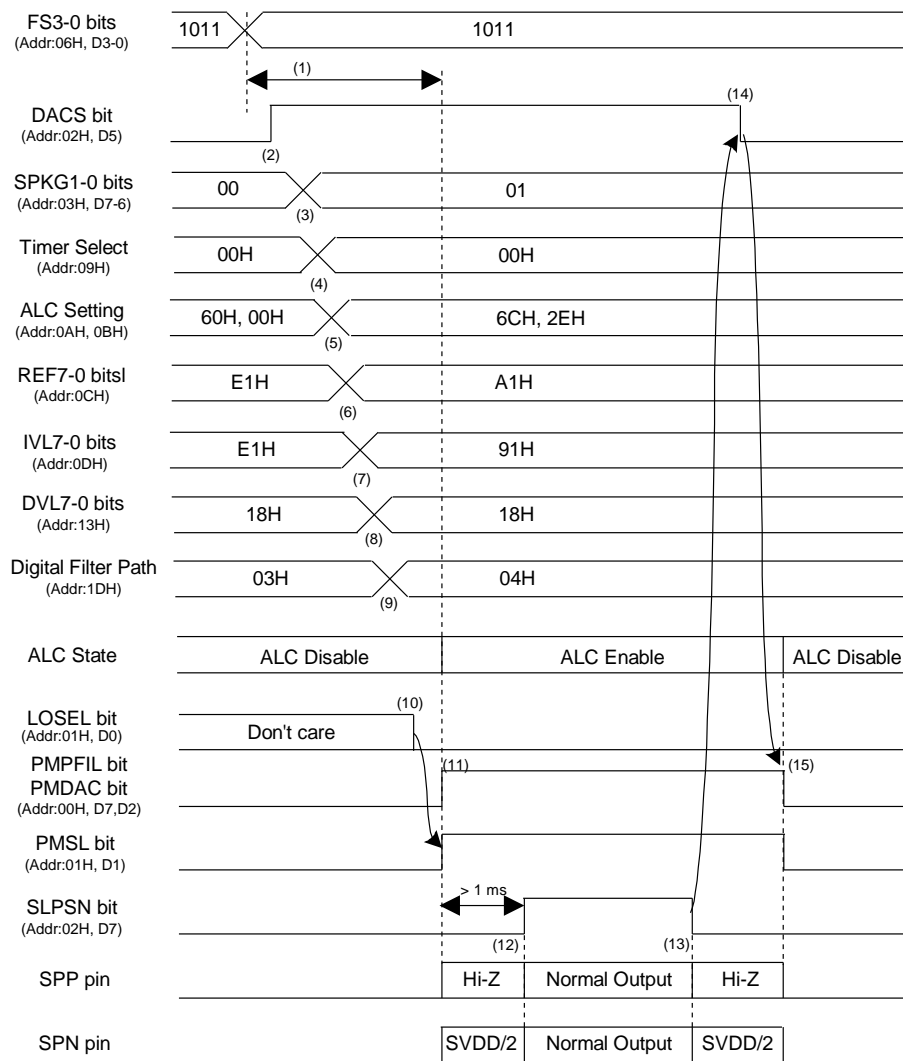 FS3-0 bits
(Addr:06H, D3-0)
1011
1011
(1)
DACS bit
(Addr:02H, D5)
(2)
(14)
SPKG1-0 bits
(Addr:03H, D7-6)
00
01
(3)
Timer Select
(Addr:09H)
00H
00H
(4)
ALC Setting
(Addr:0AH, 0BH)
60H, 00H
6CH, 2EH
(5)
REF7-0 bitsl
(Addr:0CH)
E1H
A1H
(6)
IVL7-0 bits
(Addr:0DH)
E1H
91H
(7)
DVL7-0 bits
(Addr:13H)
18H
18H
(8)
Digital Filter Path
(Addr:1DH)
03H
04H
(9)
ALC State
ALC Disable
ALC Enable
ALC Disable
LOSEL bit
(Addr:01H, D0)
Don't care
(10)
PMPFIL bit
PMDAC bit
(Addr:00H, D7,D2)
(11)
(15)
PMSL bit
(Addr:01H, D1)
SLPSN bit
(Addr:02H, D7)
> 1 ms
(12)
(13)
SPP pin
Hi-Z
Normal Output
Hi-Z
SPN pin
SVDD/2
Normal Output
SVDD/2